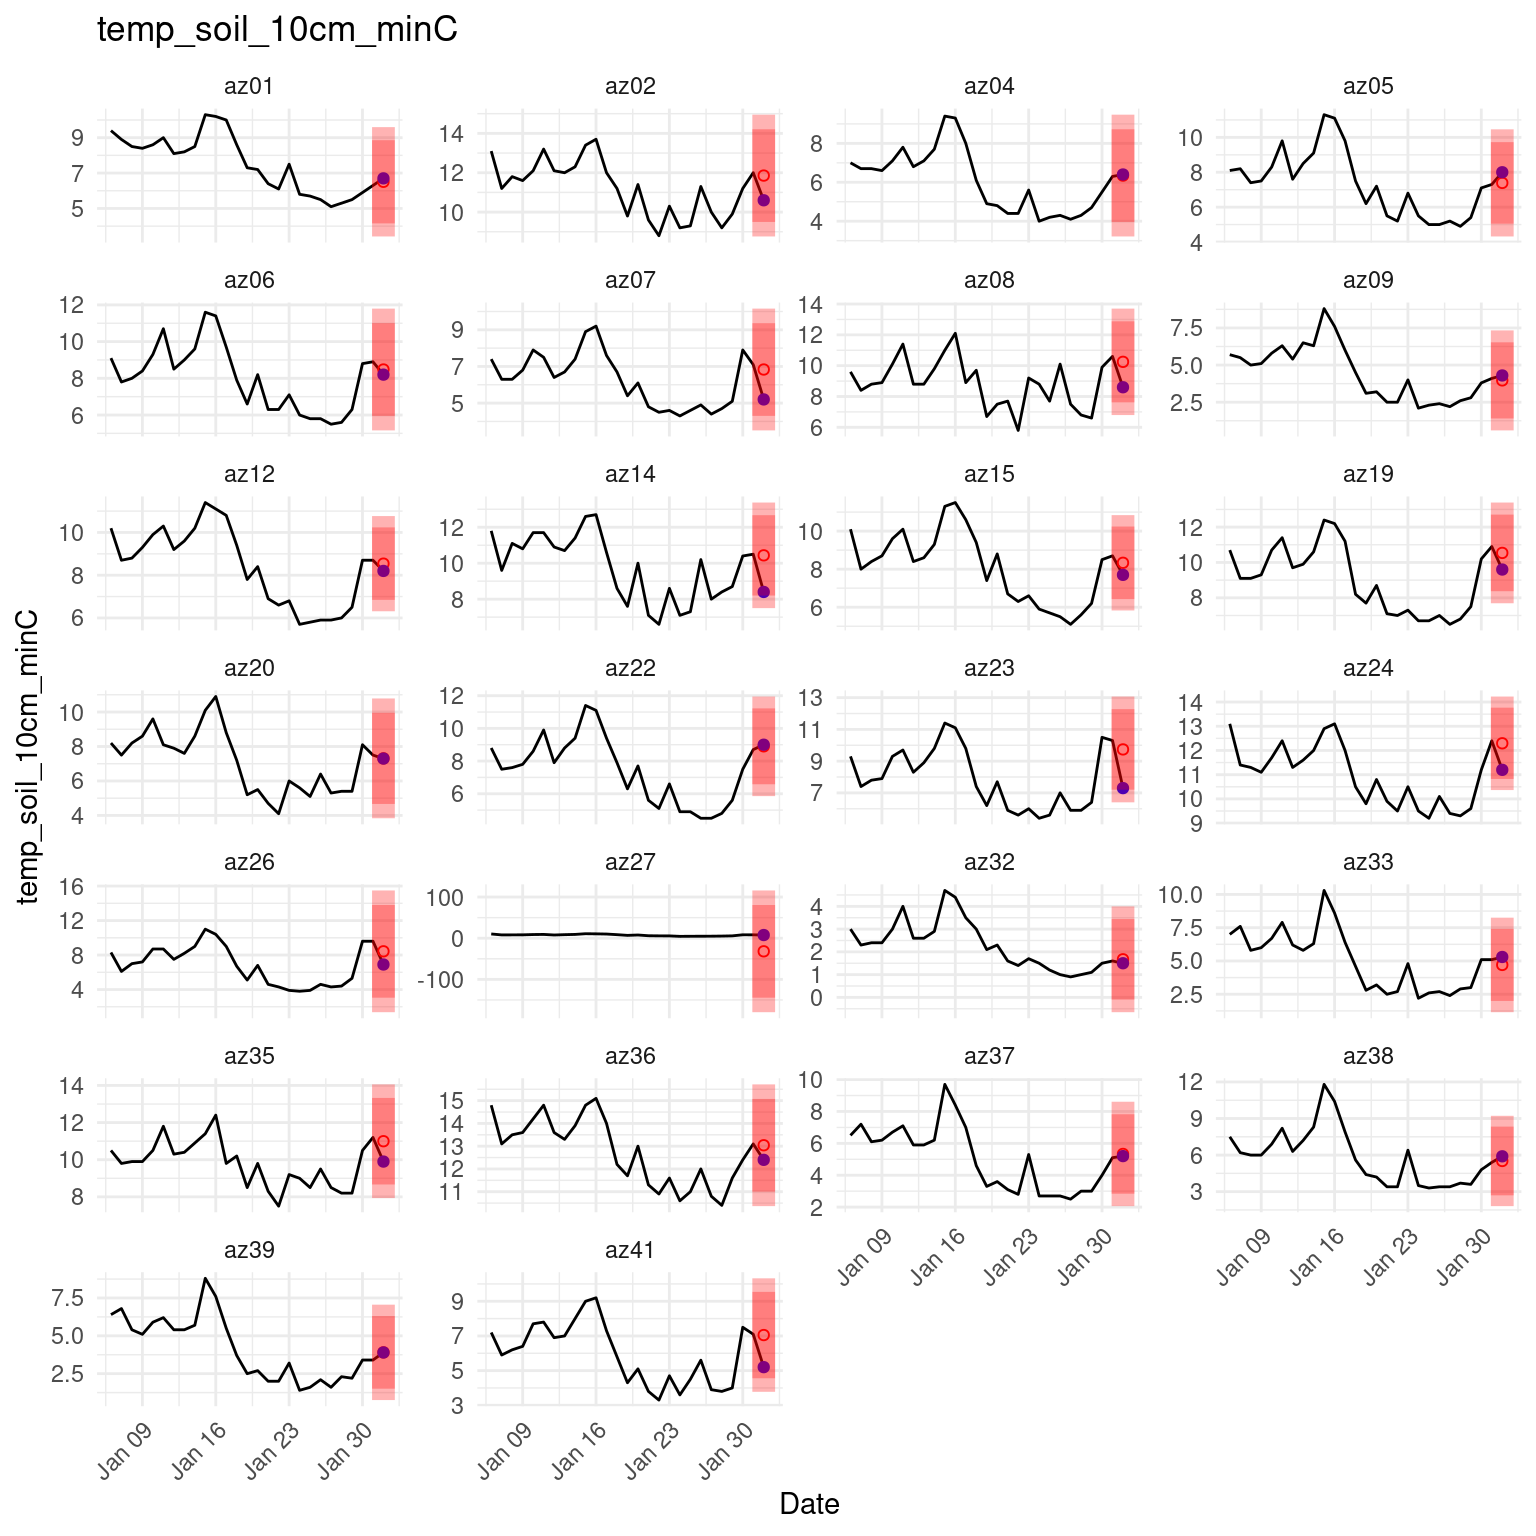 temp_soil_10cm_minC
az01 az02 az04 az05
9 7 5
14 12 10
8 6 4
10 8 6 4
az06 az07 az08 az09
12 10 8 6
9 7 5
14 12 10 8 6
7.5 5.0 2.5
az12 az14 az15 az19
10 8 6
12 10 8
10 8 6
12 10 8
az20 az22 az23 az24
10 8 6 4
12 10 8 6
13 11 9 7
14 13 12 11 10 9
az26 az27 az32 az33
16 12 8 4
100 0 -100
4 3 2 1 0
10.0 7.5 5.0 2.5
az35 az36 az37 az38
14 12 10 8
15 14 13 12 11
10 8 6 4 2
12 9 6 3
Jan 09 Jan 16 Jan 23 Jan 30
Jan 09 Jan 16 Jan 23 Jan 30
az39 az41
7.5 5.0 2.5
9 7 5 3
Jan 09 Jan 16 Jan 23 Jan 30
Jan 09 Jan 16 Jan 23 Jan 30
temp_soil_10cm_minC
Date